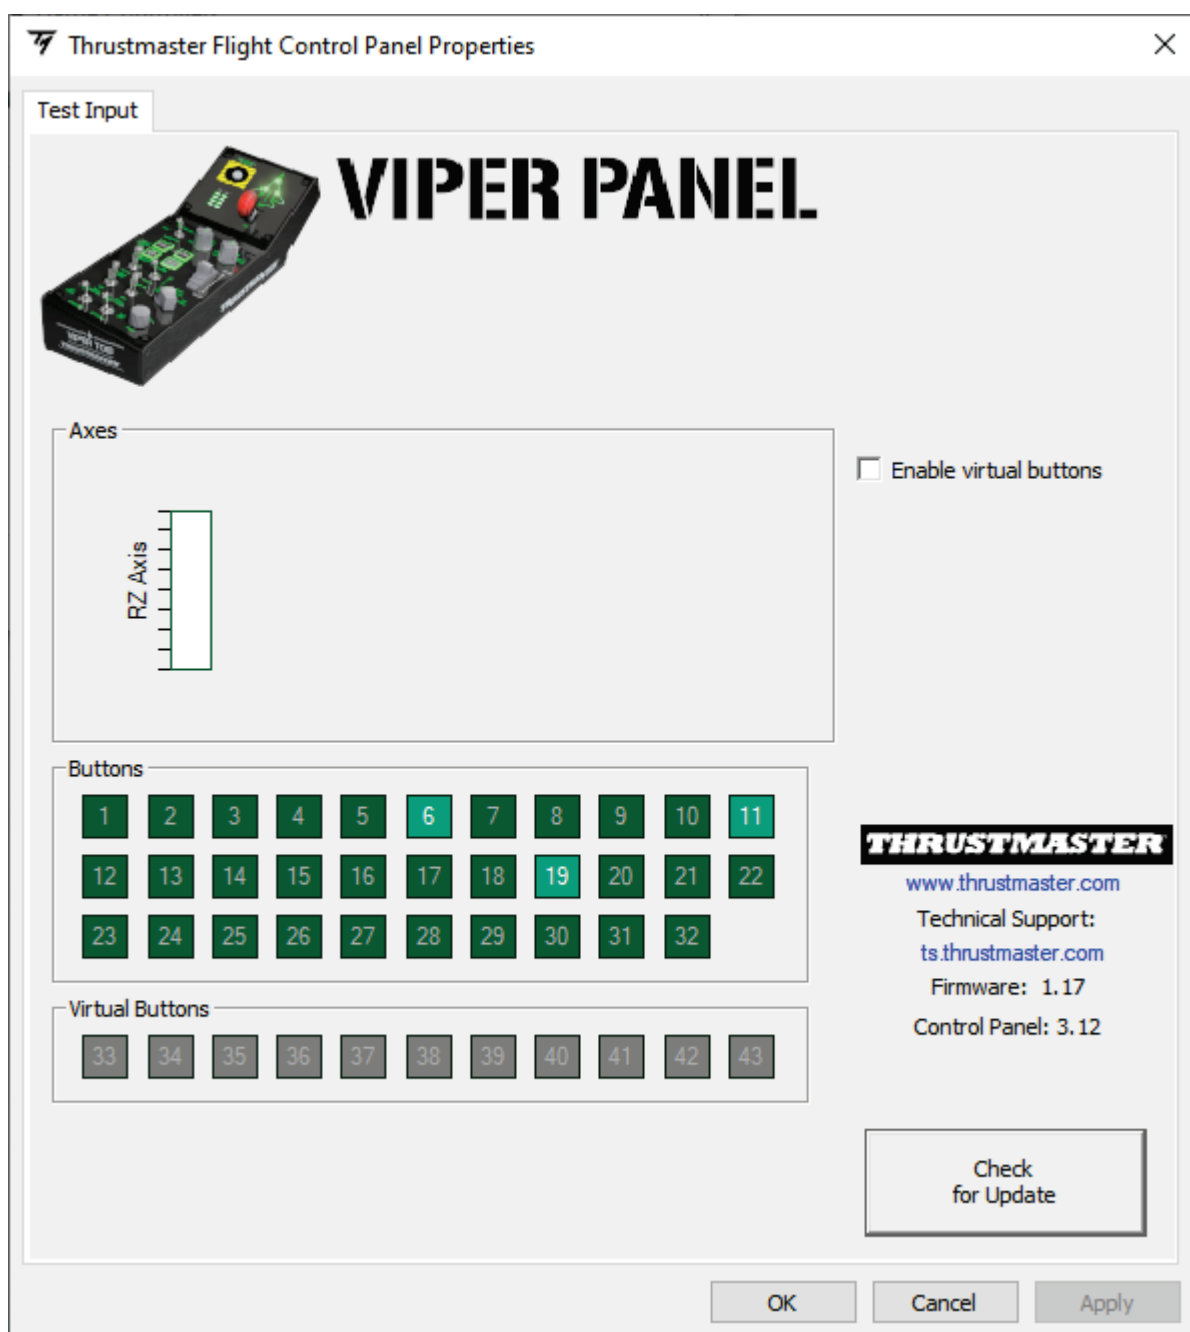 Thrustmaster Flight Control Panel Properties
Test Input
VIPER PANEL
Axes
RZ Axis
Enable virtual buttons
Buttons
1 2 3 4 5 6 7 8 9 10 11
12 13 14 15 16 17 18 19 20 21 22
23 24 25 26 27 28 29 30 31 32
Virtual Buttons
33 34 35 36 37 38 39 40 41 42 43
THRUSTMASTER
www.thrustmaster.com
Technical Support:
ts.thrustmaster.com
Firmware: 1.17
Control Panel: 3.12
Check
for Update
OK Cancel Apply